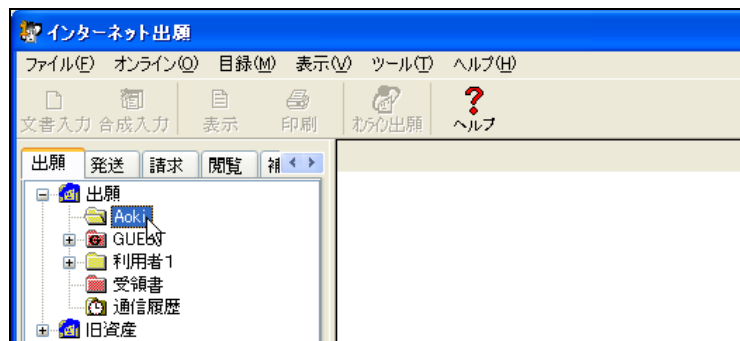 インターネット出願
ファイル(F) オンライン(O) 目録(M) 表示(V) ツール(T) ヘルプ(H)
文書入力 合成入力 表示 印刷 オンライン出願 ヘルプ
出願 発送 請求 閲覧 補
出願
Aoki
GUEST
利用者1
受領書
通信履歴
旧資産